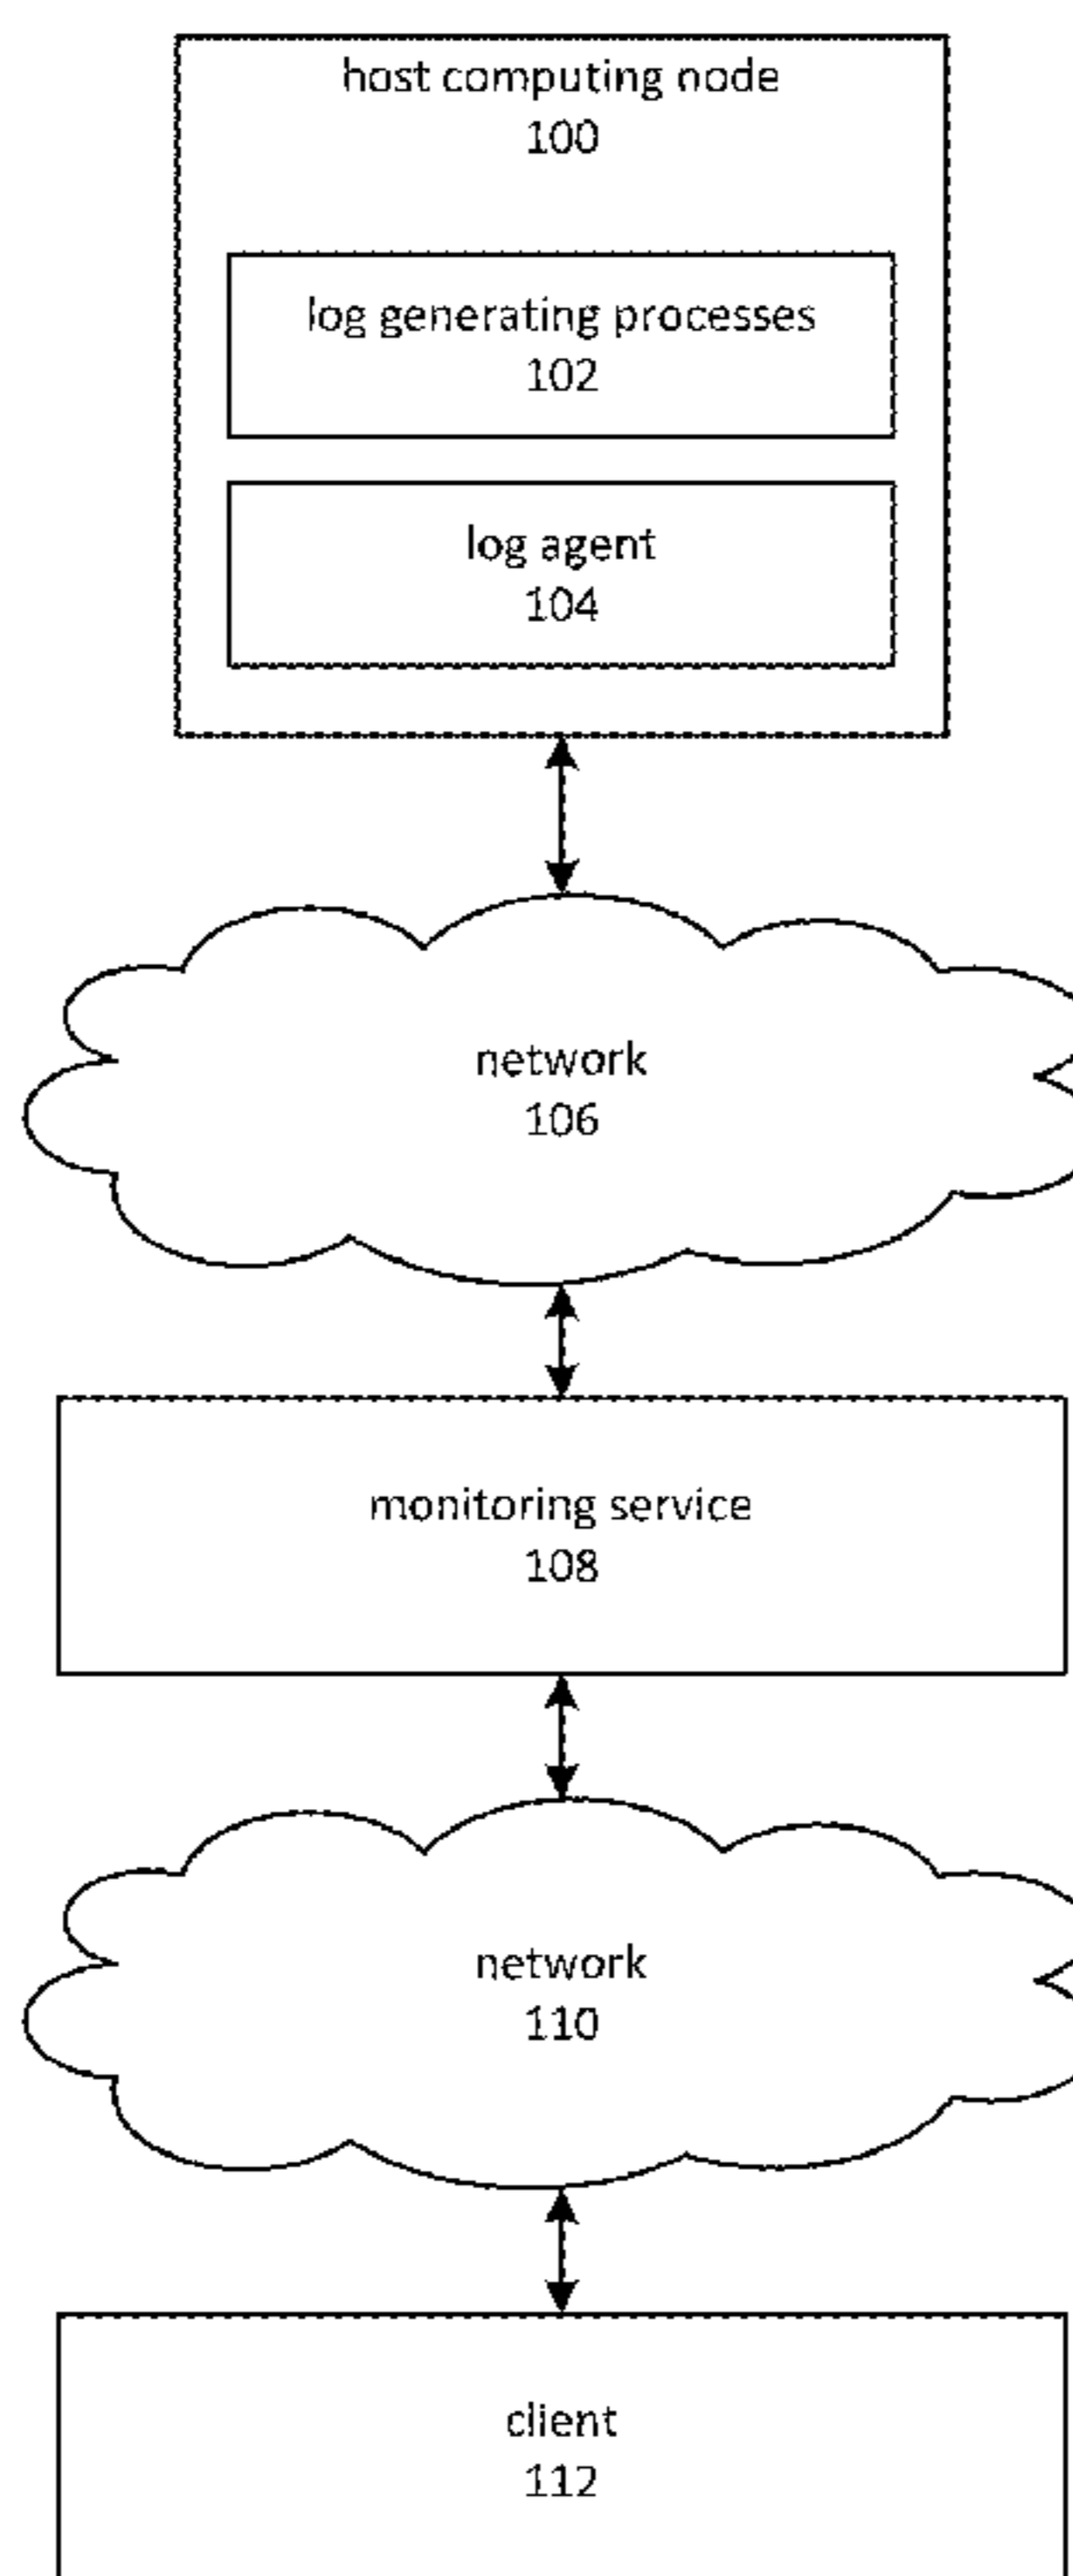 host computing node
100
log generating processes
102
log agent
104
network
106
monitoring service
108
network
110
client
112